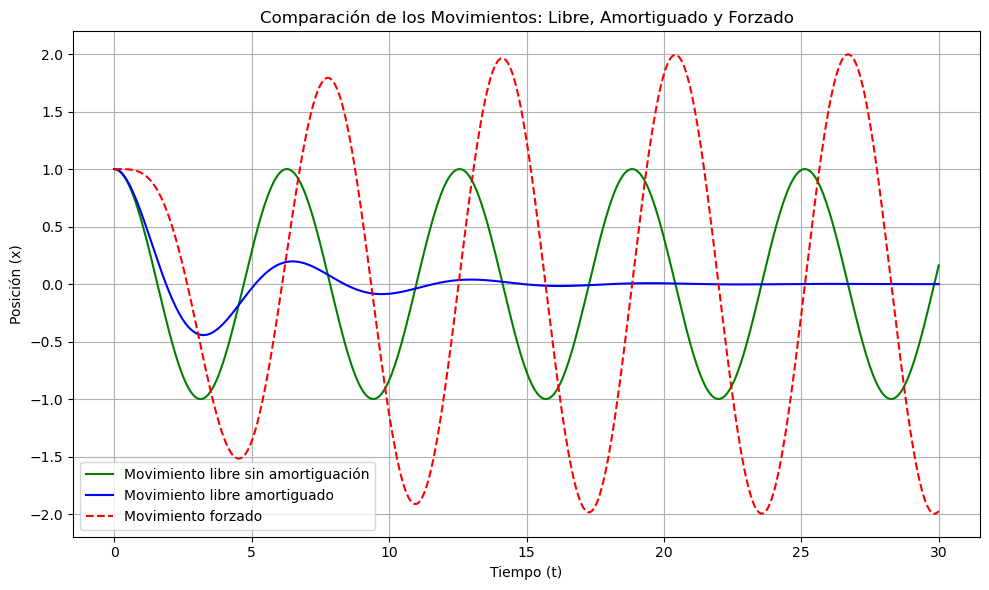 Comparación de los Movimientos: Libre, Amortiguado y Forzado
Posición (x)
2.0
1.5
1.0
0.5
0.0
−0.5
−1.0
−1.5
−2.0
Movimiento libre sin amortiguación
Movimiento libre amortiguado
Movimiento forzado
0 5 10 15 20 25 30
Tiempo (t)